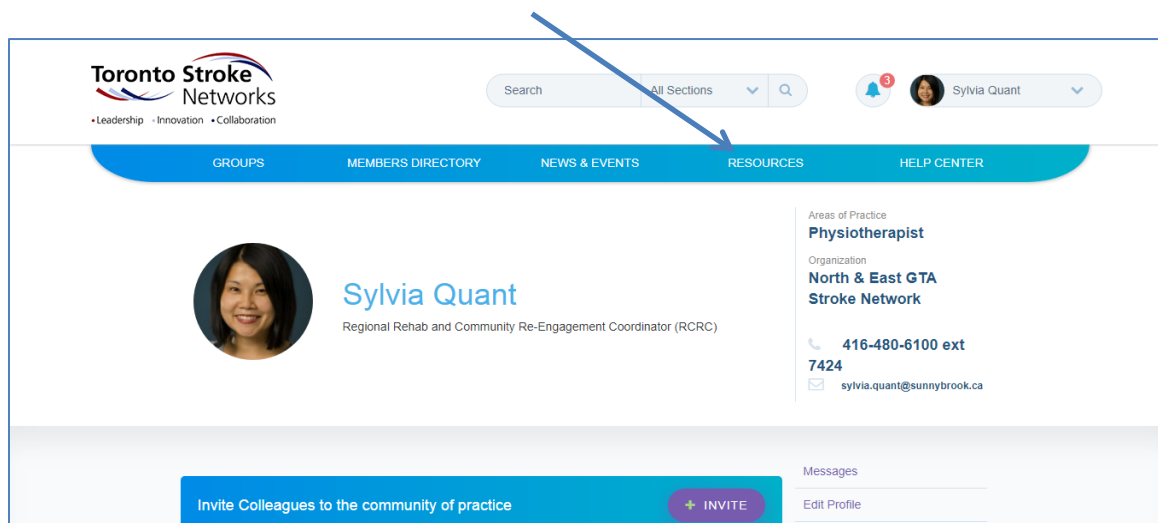 Toronto Stroke
Networks
•Leadership •Innovation •Collaboration
Search All Sections
3
Sylvia Quant
GROUPS MEMBERS DIRECTORY NEWS & EVENTS RESOURCES HELP CENTER
Sylvia Quant
Regional Rehab and Community Re-Engagement Coordinator (RCRC)
Areas of Practice
Physiotherapist
Organization
North & East GTA
Stroke Network
416-480-6100 ext
7424
sylvia.quant@sunnybrook.ca
Invite Colleagues to the community of practice
+ INVITE
Messages
Edit Profile